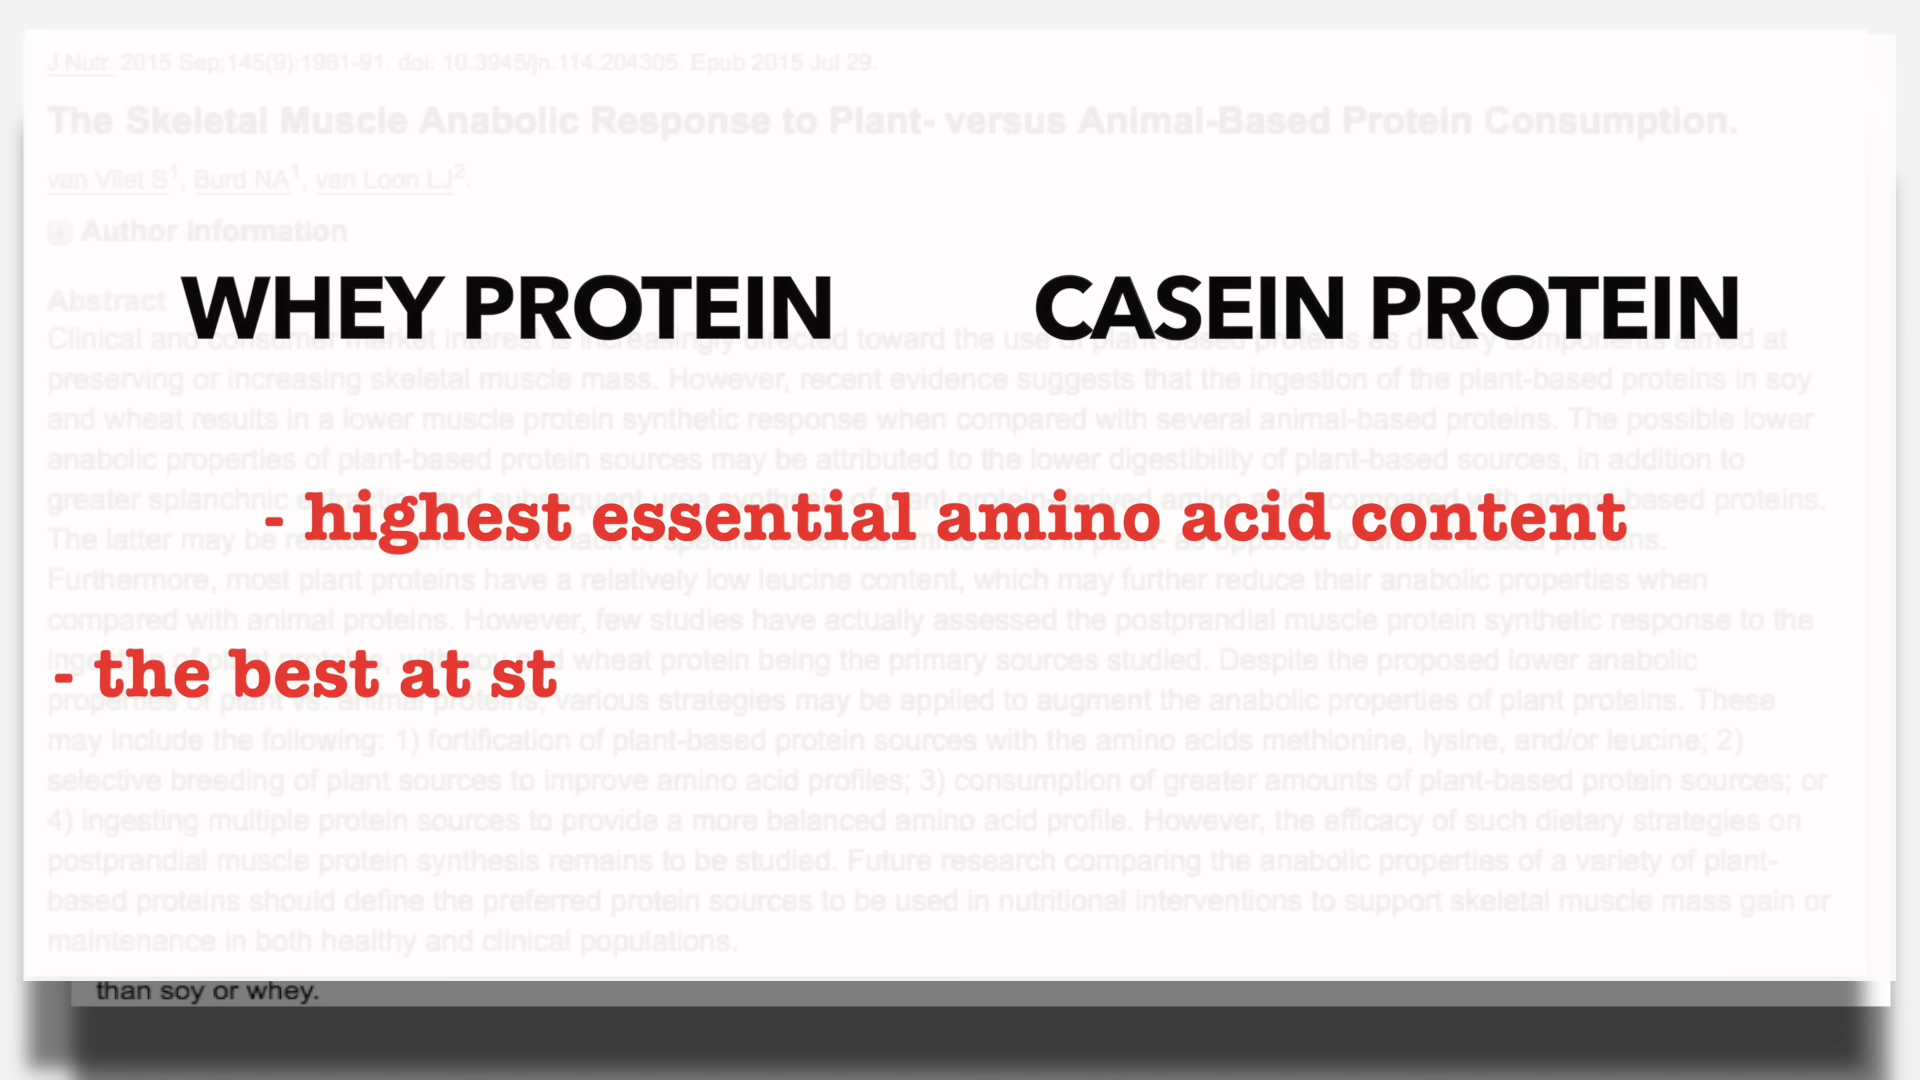 J Nutr. 2015 Sep;145(9):1981-91. doi: 10.3945/jn.114.204305. Epub 2015 Jul 29.
The Skeletal Muscle Anabolic Response to Plant- versus Animal-Based Protein Consumption.
van Vliet S1, Burd NA1, van Loon LJ2.
Author information
Abstract
WHEY PROTEIN CASEIN PROTEIN
Clinical and consumer market interest is increasingly directed toward the use of plant-based proteins as dietary components aimed at
preserving or increasing skeletal muscle mass. However, recent evidence suggests that the ingestion of the plant-based proteins in soy
and wheat results in a lower muscle protein synthetic response when compared with several animal-based proteins. The possible lower
anabolic properties of plant-based protein sources may be attributed to the lower digestibility of plant-based sources, in addition to
greater splanchnic extraction and subsequent urea synthesis of plant protein-derived amino acids compared with animal-based proteins.
- highest essential amino acid content
The latter may be related to the relative lack of specific essential amino acids in plant- as opposed to animal-based proteins.
Furthermore, most plant proteins have a relatively low leucine content, which may further reduce their anabolic properties when
compared with animal proteins. However, few studies have actually assessed the postprandial muscle protein synthetic response to the
ingestion of plant proteins, with soy and wheat protein being the primary sources studied. Despite the proposed lower anabolic
- the best at st
properties of plant vs. animal proteins, various strategies may be applied to augment the anabolic properties of plant proteins. These
may include the following: 1) fortification of plant-based protein sources with the amino acids methionine, lysine, and/or leucine; 2)
selective breeding of plant sources to improve amino acid profiles; 3) consumption of greater amounts of plant-based protein sources; or
4) ingesting multiple protein sources to provide a more balanced amino acid profile. However, the efficacy of such dietary strategies on
postprandial muscle protein synthesis remains to be studied. Future research comparing the anabolic properties of a variety of plant-
based proteins should define the preferred protein sources to be used in nutritional interventions to support skeletal muscle mass gain or
maintenance in both healthy and clinical populations.
than soy or whey.